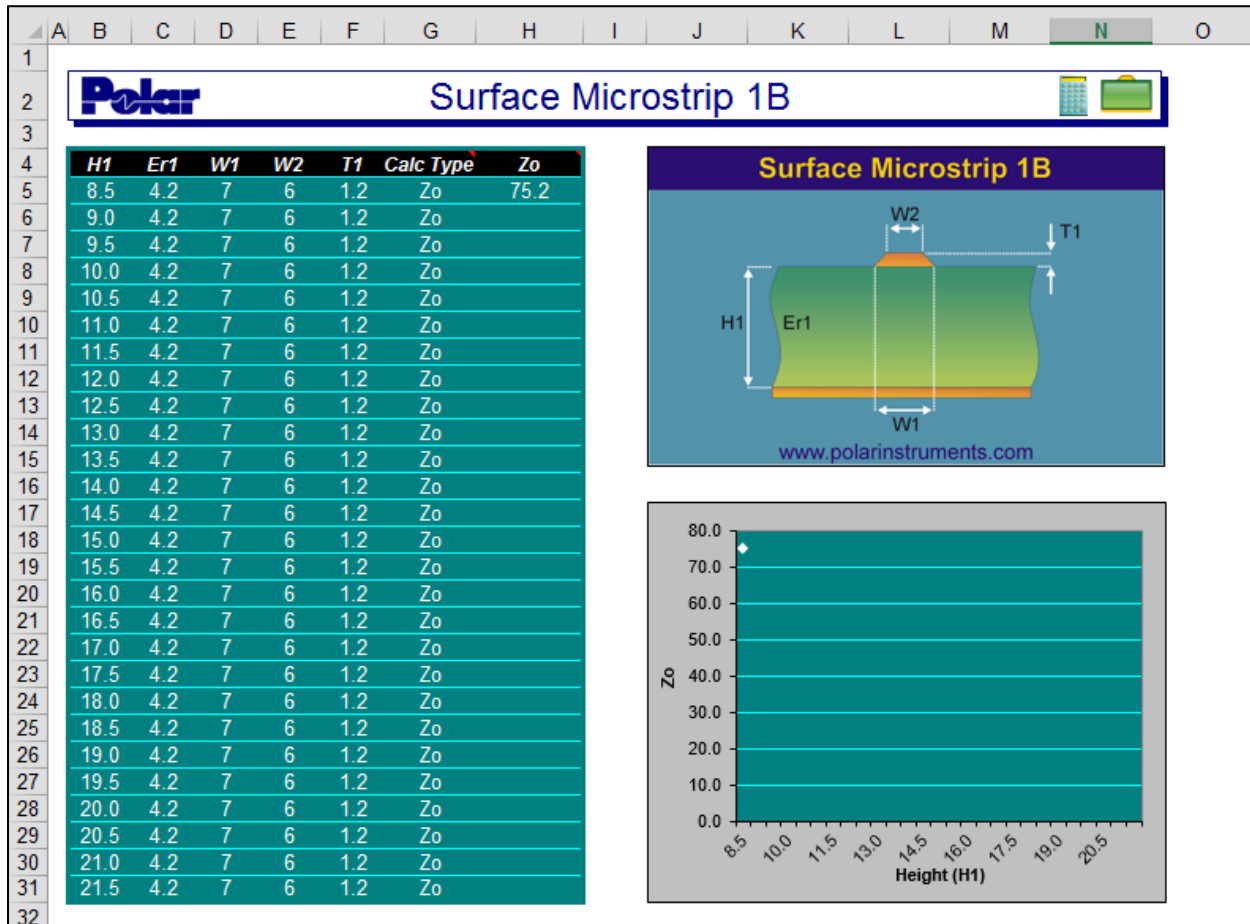 A B C D E F G H I J K L M N O
1
2 Polar Surface Microstrip 1B
3
4 H1 Er1 W1 W2 T1 Calc Type Zo
5 8.5 4.2 7 6 1.2 Zo 75.2
6 9.0 4.2 7 6 1.2 Zo
7 9.5 4.2 7 6 1.2 Zo
8 10.0 4.2 7 6 1.2 Zo
9 10.5 4.2 7 6 1.2 Zo
10 11.0 4.2 7 6 1.2 Zo
11 11.5 4.2 7 6 1.2 Zo
12 12.0 4.2 7 6 1.2 Zo
13 12.5 4.2 7 6 1.2 Zo
14 13.0 4.2 7 6 1.2 Zo
15 13.5 4.2 7 6 1.2 Zo
16 14.0 4.2 7 6 1.2 Zo
17 14.5 4.2 7 6 1.2 Zo
18 15.0 4.2 7 6 1.2 Zo
19 15.5 4.2 7 6 1.2 Zo
20 16.0 4.2 7 6 1.2 Zo
21 16.5 4.2 7 6 1.2 Zo
22 17.0 4.2 7 6 1.2 Zo
23 17.5 4.2 7 6 1.2 Zo
24 18.0 4.2 7 6 1.2 Zo
25 18.5 4.2 7 6 1.2 Zo
26 19.0 4.2 7 6 1.2 Zo
27 19.5 4.2 7 6 1.2 Zo
28 20.0 4.2 7 6 1.2 Zo
29 20.5 4.2 7 6 1.2 Zo
30 21.0 4.2 7 6 1.2 Zo
31 21.5 4.2 7 6 1.2 Zo
32
Surface Microstrip 1B
W2
T1
H1 Er1
W1
www.polarinstruments.com
80.0
70.0
60.0
50.0
40.0
30.0
20.0
10.0
0.0
Zo
8.5 10.0 11.5 13.0 14.5 16.0 17.5 19.0 20.5
Height (H1)